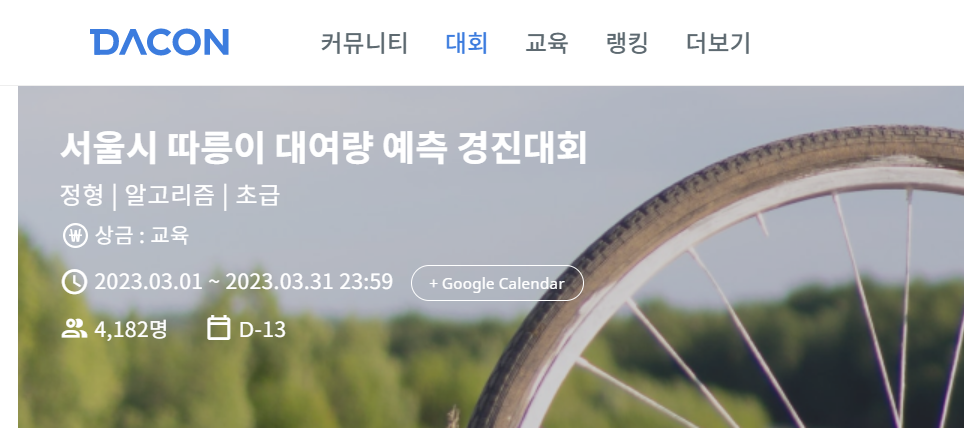 DACON 커뮤니티 대회 교육 랭킹 더보기
서울시 따릉이 대여량 예측 경진대회
정형 | 알고리즘 | 초급
₩ 상금 : 교육
2023.03.01 ~ 2023.03.31 23:59 + Google Calendar
4,182명 D-13